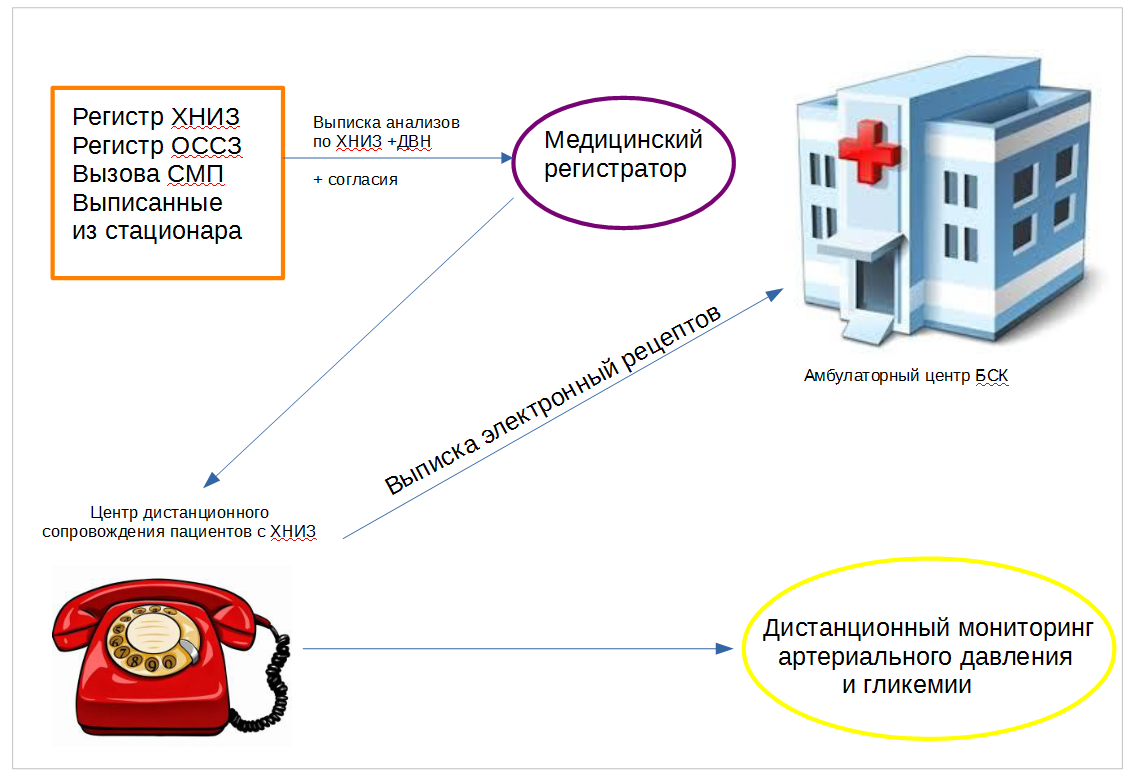 Регистр ХНИЗ
Регистр ОССЗ
Вызова СМП
Выписанные
из стационара
Выписка анализов
по ХНИЗ +ДВН
+ согласия
Медицинский
регистратор
Амбулаторный центр БСК
Выписка электронный рецептов
Центр дистанционного
сопровождения пациентов с ХНИЗ
7890
Дистанционный мониторинг
артериального давления
и гликемии